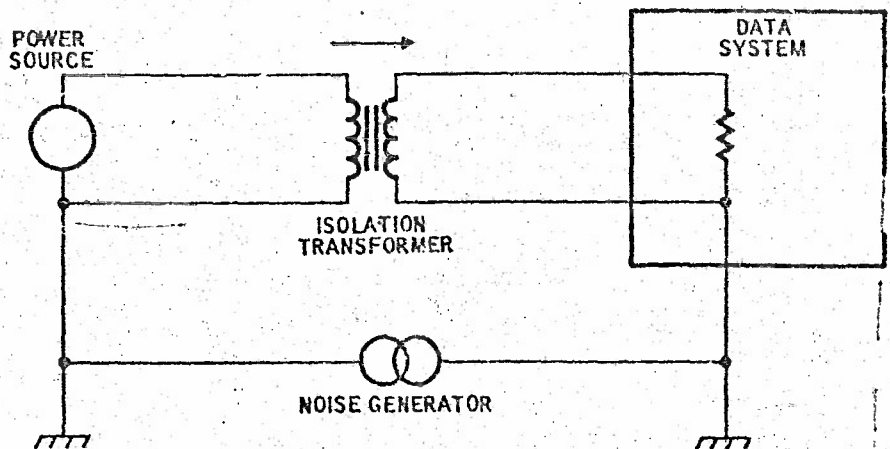 POWER
SOURCE
DATA
SYSTEM
ISOLATION
TRANSFORMER
NOISE GENERATOR